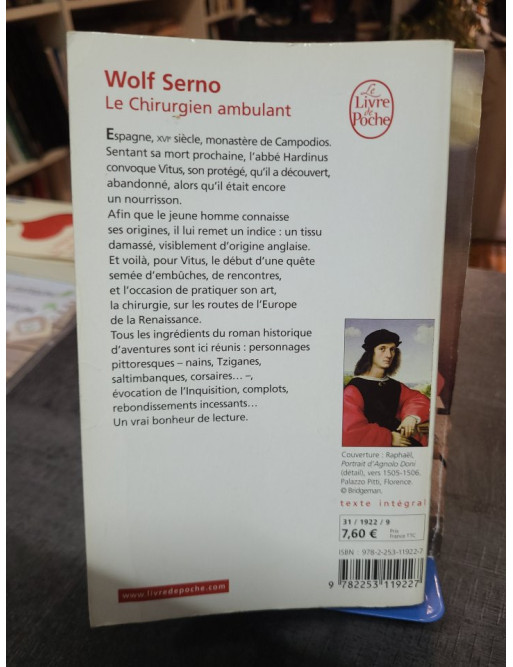 Wolf Serno
Le Chirurgien ambulant
Le
Livre
de
Poche
Espagne, XVIe siècle, monastère de Campodios.
Sentant sa mort prochaine, l'abbé Hardinus
convoque Vitus, son protégé, qu'il a découvert,
abandonné, alors qu'il était encore
un nourrisson.
Afin que le jeune homme connaisse
ses origines, il lui remet un indice : un tissu
damassé, visiblement d'origine anglaise.
Et voilà, pour Vitus, le début d'une quête
semée d'embûches, de rencontres,
et l'occasion de pratiquer son art,
la chirurgie, sur les routes de l'Europe
de la Renaissance.
Tous les ingrédients du roman historique
d'aventures sont ici réunis : personnages
pittoresques – nains, Tziganes,
saltimbanques, corsaires… –,
évocation de l'Inquisition, complots,
rebondissements incessants…
Un vrai bonheur de lecture.
Couverture : Raphaël,
Portrait d'Agnolo Doni
(détail), vers 1505-1506,
Palazzo Pitti, Florence.
© Bridgeman.
texte intégral
31 / 1922 / 9
7,60 € Prix
France TTC
ISBN : 978-2-253-11922-7
9 782253 119227
www.livredepoche.com